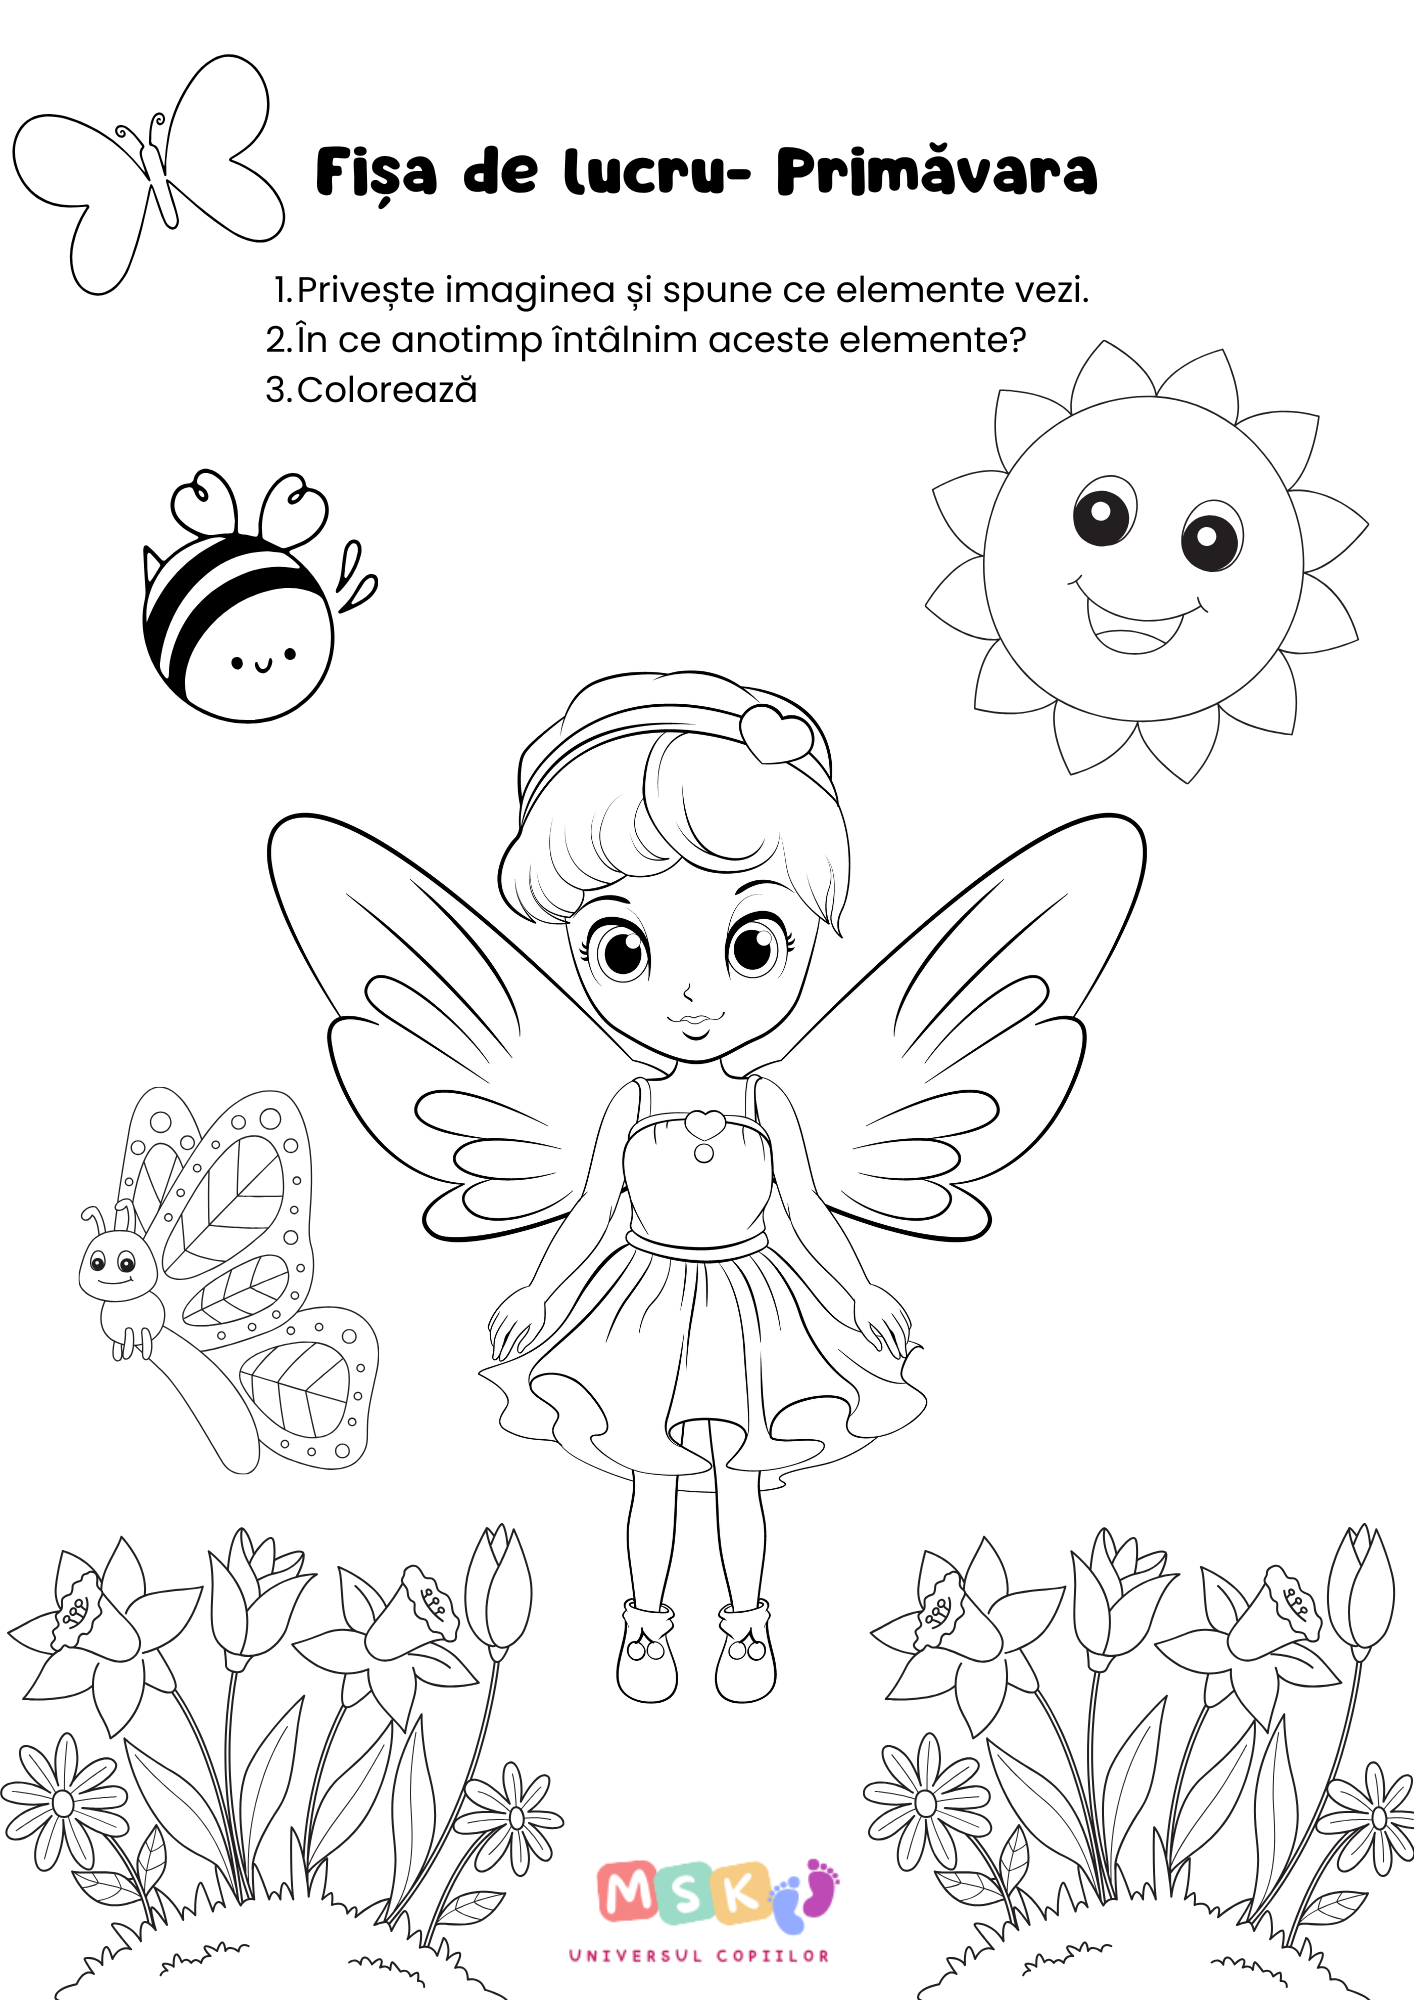 Fișa de lucru- Primăvara
1. Privește imaginea și spune ce elemente vezi.
2. În ce anotimp întâlnim aceste elemente?
3. Colorează
MSK
UNIVERSUL COPIILOR